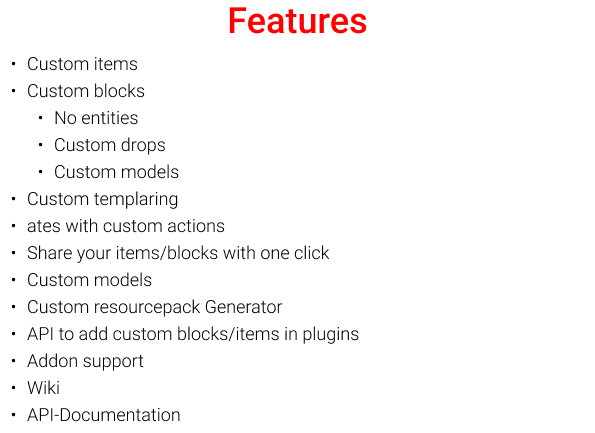 Features
• Custom items
• Custom blocks
• No entities
• Custom drops
• Custom models
• Custom templaring
• ates with custom actions
• Share your items/blocks with one click
• Custom models
• Custom resourcepack Generator
• API to add custom blocks/items in plugins
• Addon support
• Wiki
• API-Documentation